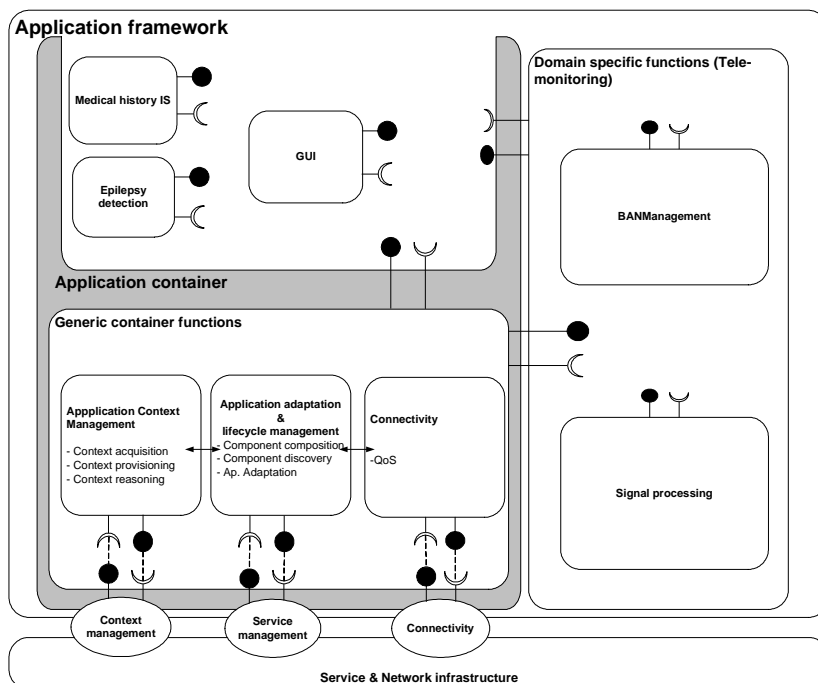 Application framework
Domain specific functions (Tele-
monitoring)
Medical history IS
GUI
Epilepsy
detection
BANManagement
Application container
Generic container functions
Appplication Context
Management
- Context acquisition
- Context provisioning
- Context reasoning
Application adaptation
&
lifecycle management
- Component composition
- Component discovery
- Ap. Adaptation
Connectivity
-QoS
Signal processing
Context
management
Service
management
Connectivity
Service & Network infrastructure